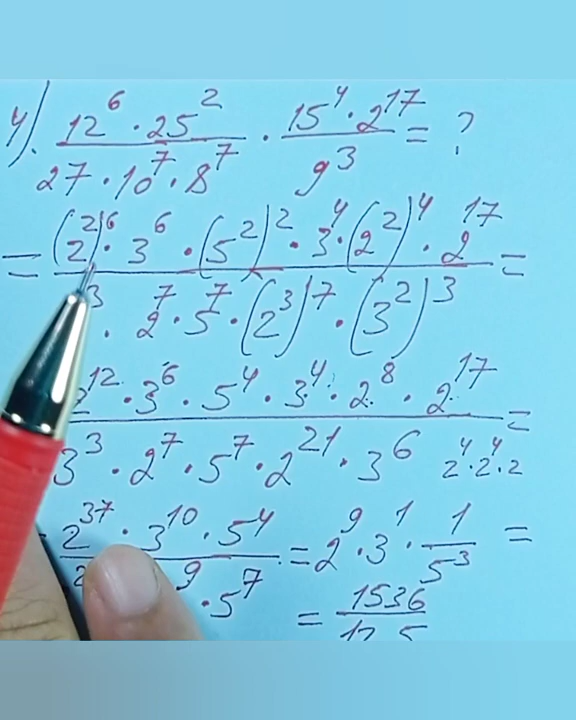 4). 12^6 · 25^2 / 27 · 10^7 · 8^7 · 15^4 · 2^17 / 9^3 = ?
= (2^2)^6 · 3^6 · (5^2)^2 · 3^4 · (2^2)^4 · 2^17 / ^3 · 2^7 · 5^7 · (2^3)^7 · (3^2)^3 =
^12 · 3^6 · 5^4 · 3^4 · 2^8 · 2^17 / 3^3 · 2^7 · 5^7 · 2^21 · 3^6 =
2^4 · 2^4 · 2
2^37 · 3^10 · 5^4 / 2 ^9 · 5^7 = 2^9 · 3^1 · 1 / 5^3 =
= 1536 / 125